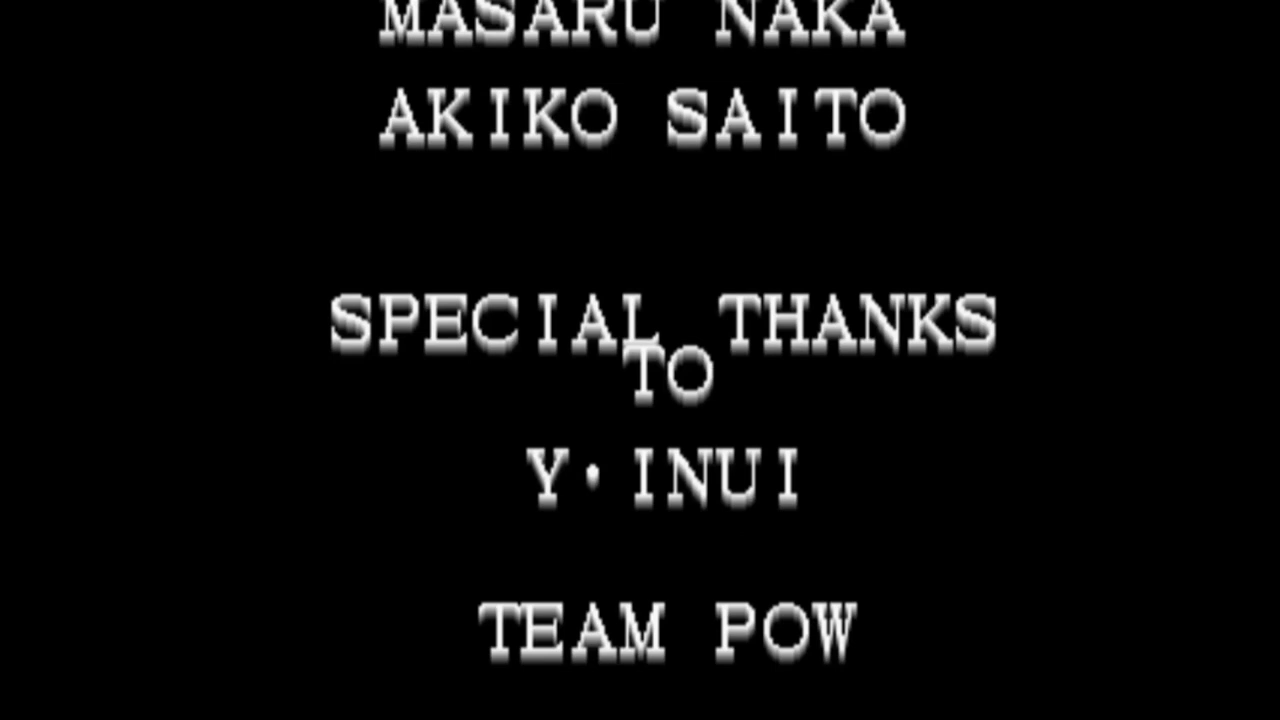 MASARU NAKA
AKIKO SAITO
SPECIAL THANKS
TO
Y·INUI
TEAM POW